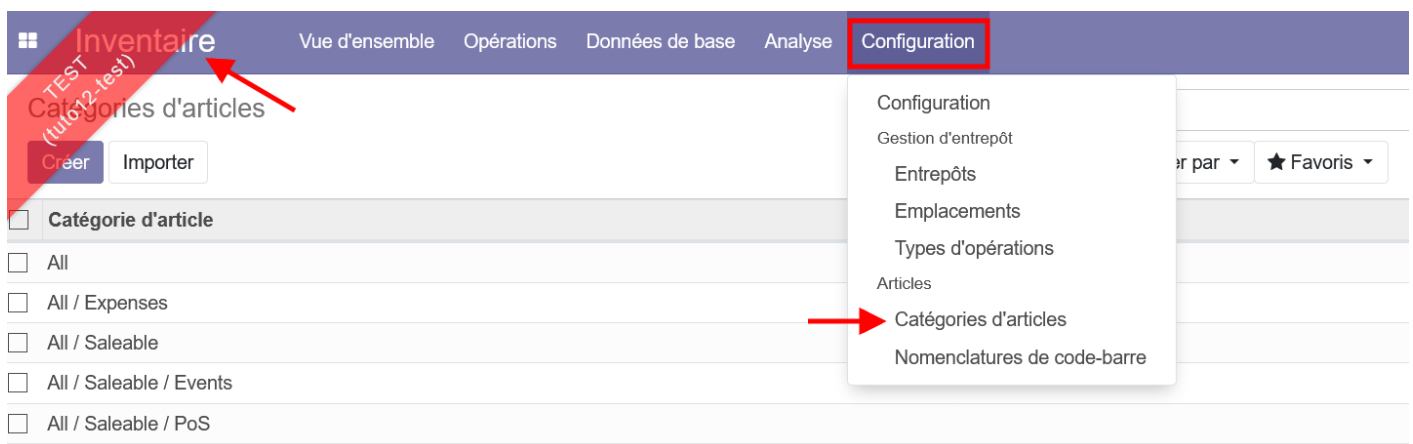 Inventaire Vue d'ensemble Opérations Données de base Analyse Configuration
TEST
(tuto12-test)
Catégories d'articles
Créer Importer
er par Favoris
Configuration
Gestion d'entrepôt
Entrepôts
Emplacements
Types d'opérations
Articles
Catégories d'articles
Nomenclatures de code-barre
Catégorie d'article
All
All / Expenses
All / Saleable
All / Saleable / Events
All / Saleable / PoS